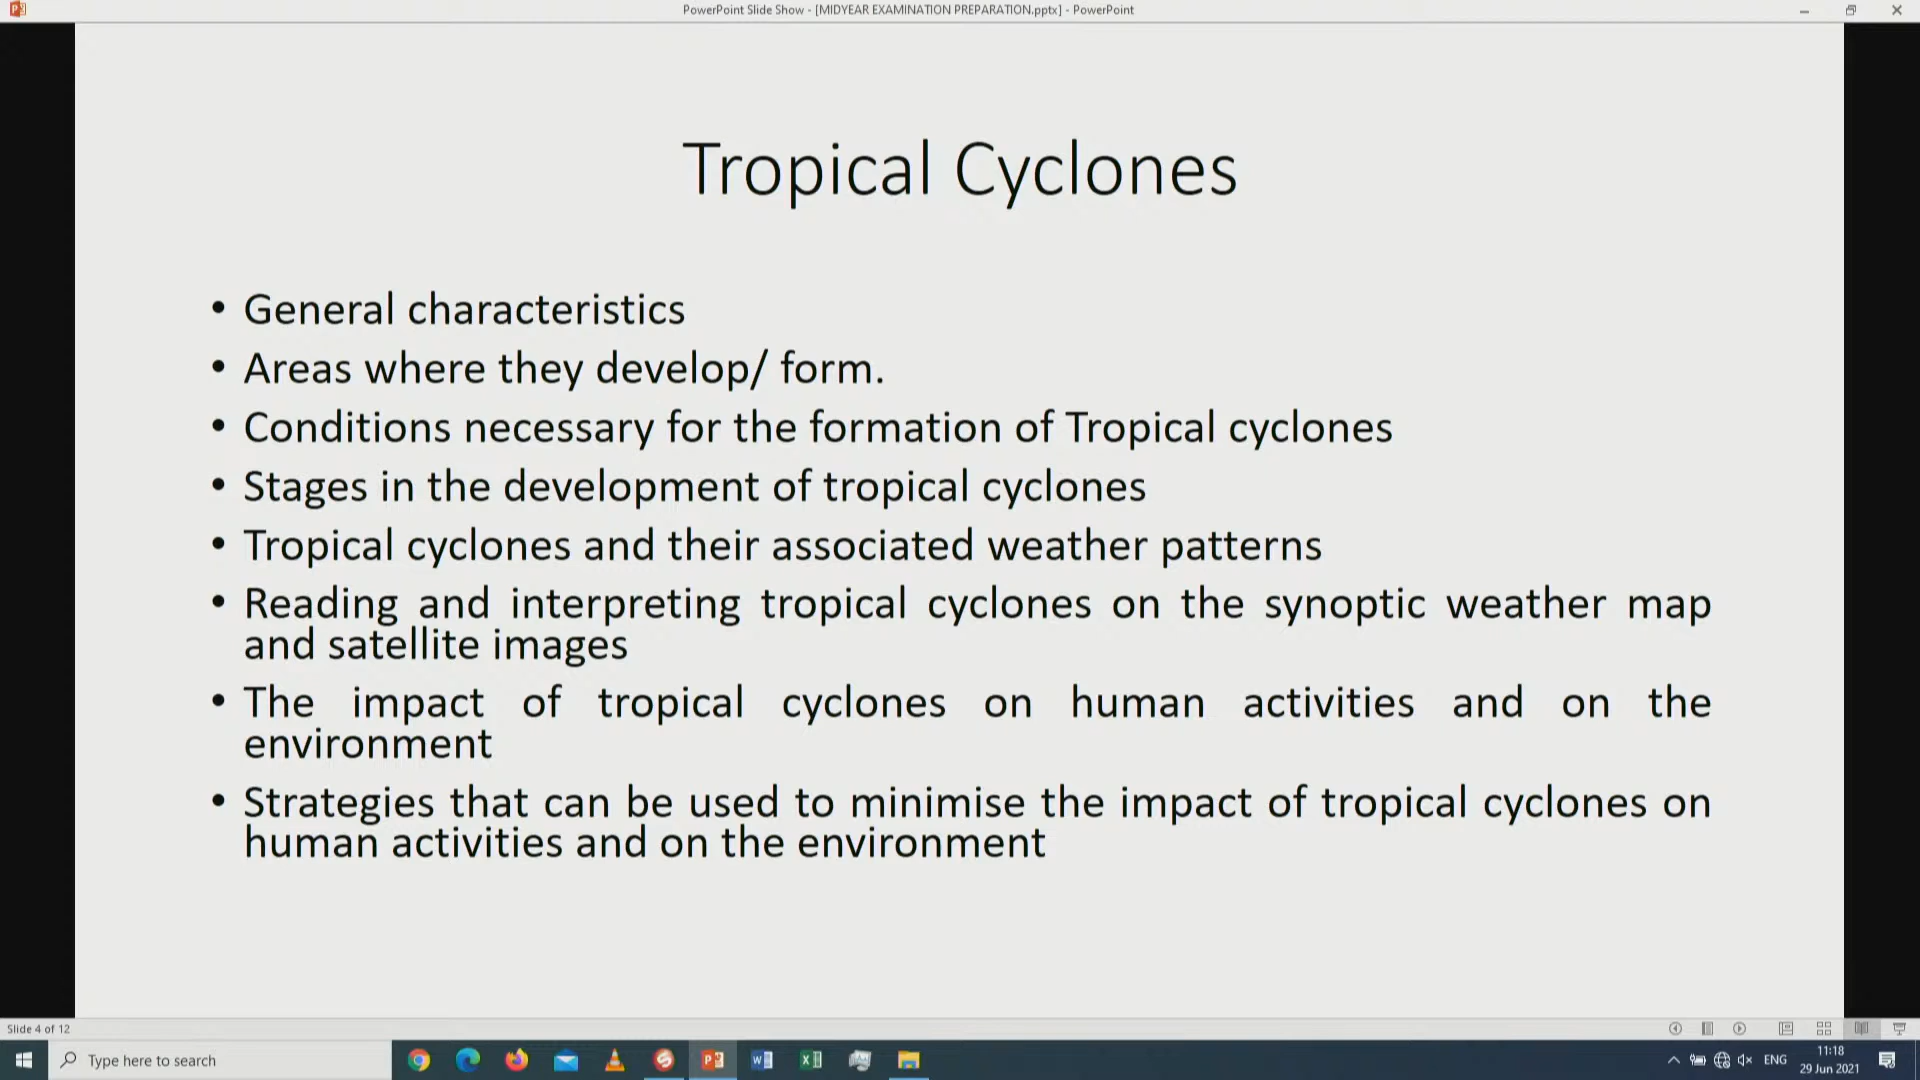 PowerPoint Slide Show - [MIDYEAR EXAMINATION PREPARATION.pptx] - PowerPoint
Tropical Cyclones
• General characteristics
• Areas where they develop/ form.
• Conditions necessary for the formation of Tropical cyclones
• Stages in the development of tropical cyclones
• Tropical cyclones and their associated weather patterns
• Reading and interpreting tropical cyclones on the synoptic weather map
and satellite images
• The impact of tropical cyclones on human activities and on the
environment
• Strategies that can be used to minimise the impact of tropical cyclones on
human activities and on the environment
Slide 4 of 12
Type here to search
ENG
11:18
29 Jun 2021